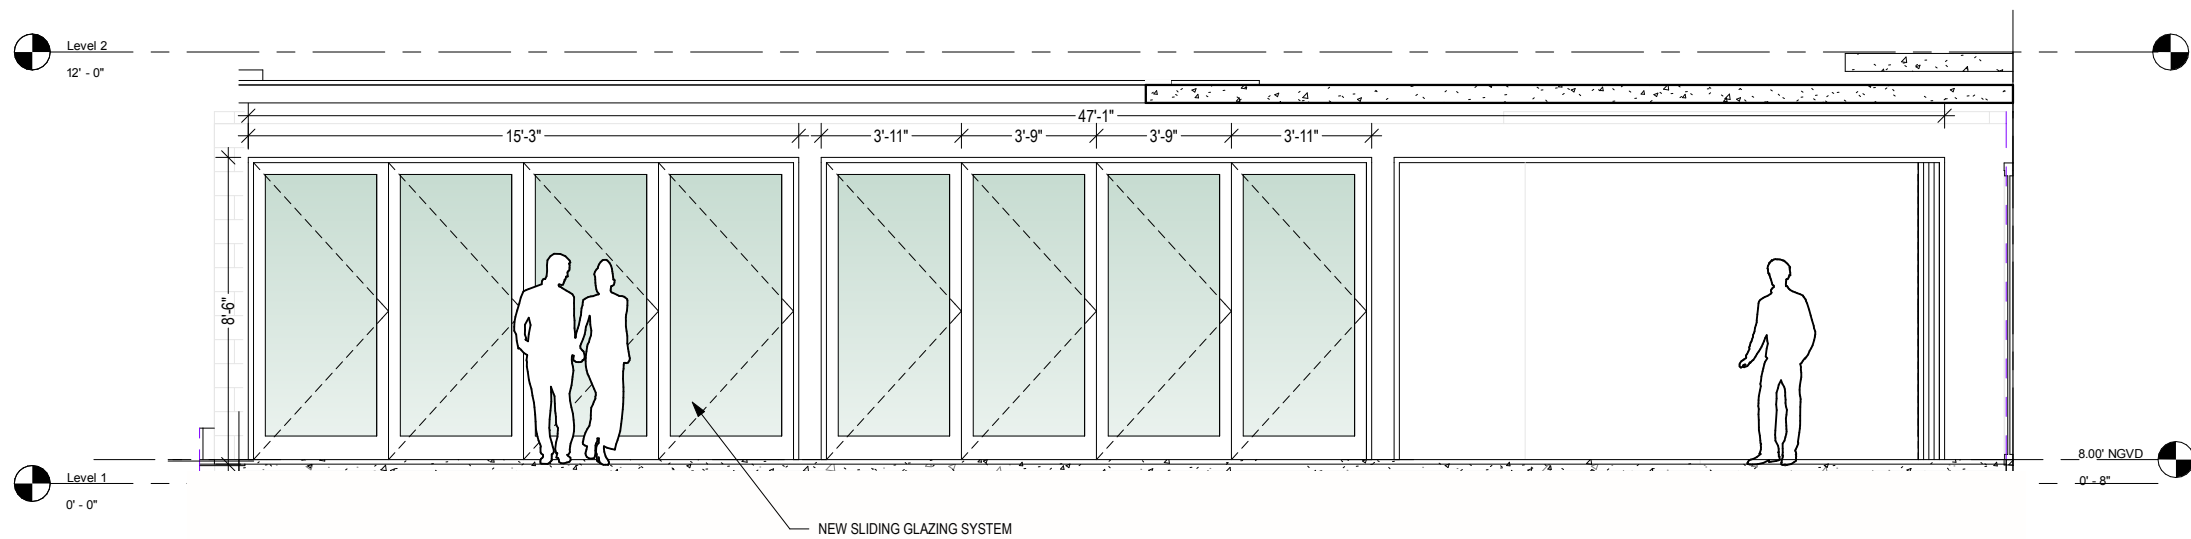 Level 2
12' - 0"
47'-1"
15'-3"
3'-11"
3'-9"
3'-9"
3'-11"
8'-6"
8.00' NGVD
0' - 8"
Level 1
0' - 0"
NEW SLIDING GLAZING SYSTEM